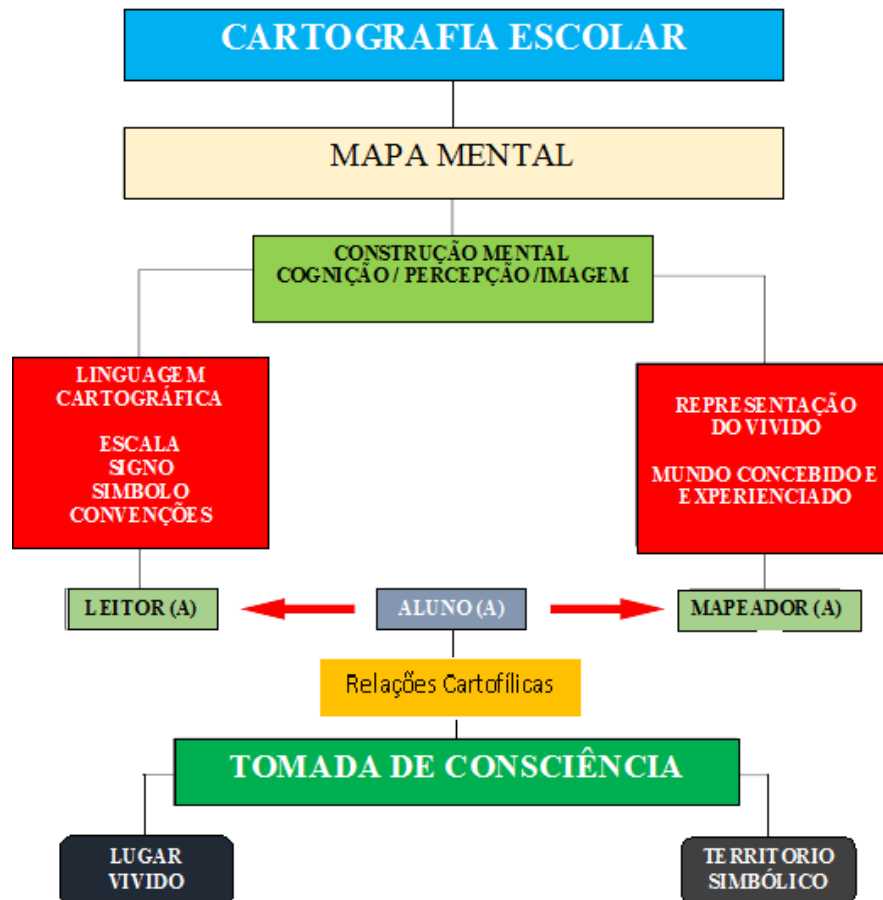 CARTOGRAFIA ESCOLAR
MAPA MENTAL
CONSTRUÇÃO MENTAL
COGNIÇÃO / PERCEPÇÃO /IMAGEM
LINGUAGEM
CARTOGRÁFICA
ESCALA
SIGNO
SIMBOLO
CONVENÇÕES
REPRESENTAÇÃO
DO VIVIDO
MUNDO CONCEBIDO E
EXPERIENCIADO
LEITOR (A)
ALUNO (A)
MAPEADOR (A)
Relações Cartofílicas
TOMADA DE CONSCIÊNCIA
LUGAR
VIVIDO
TERRITORIO
SIMBÓLICO